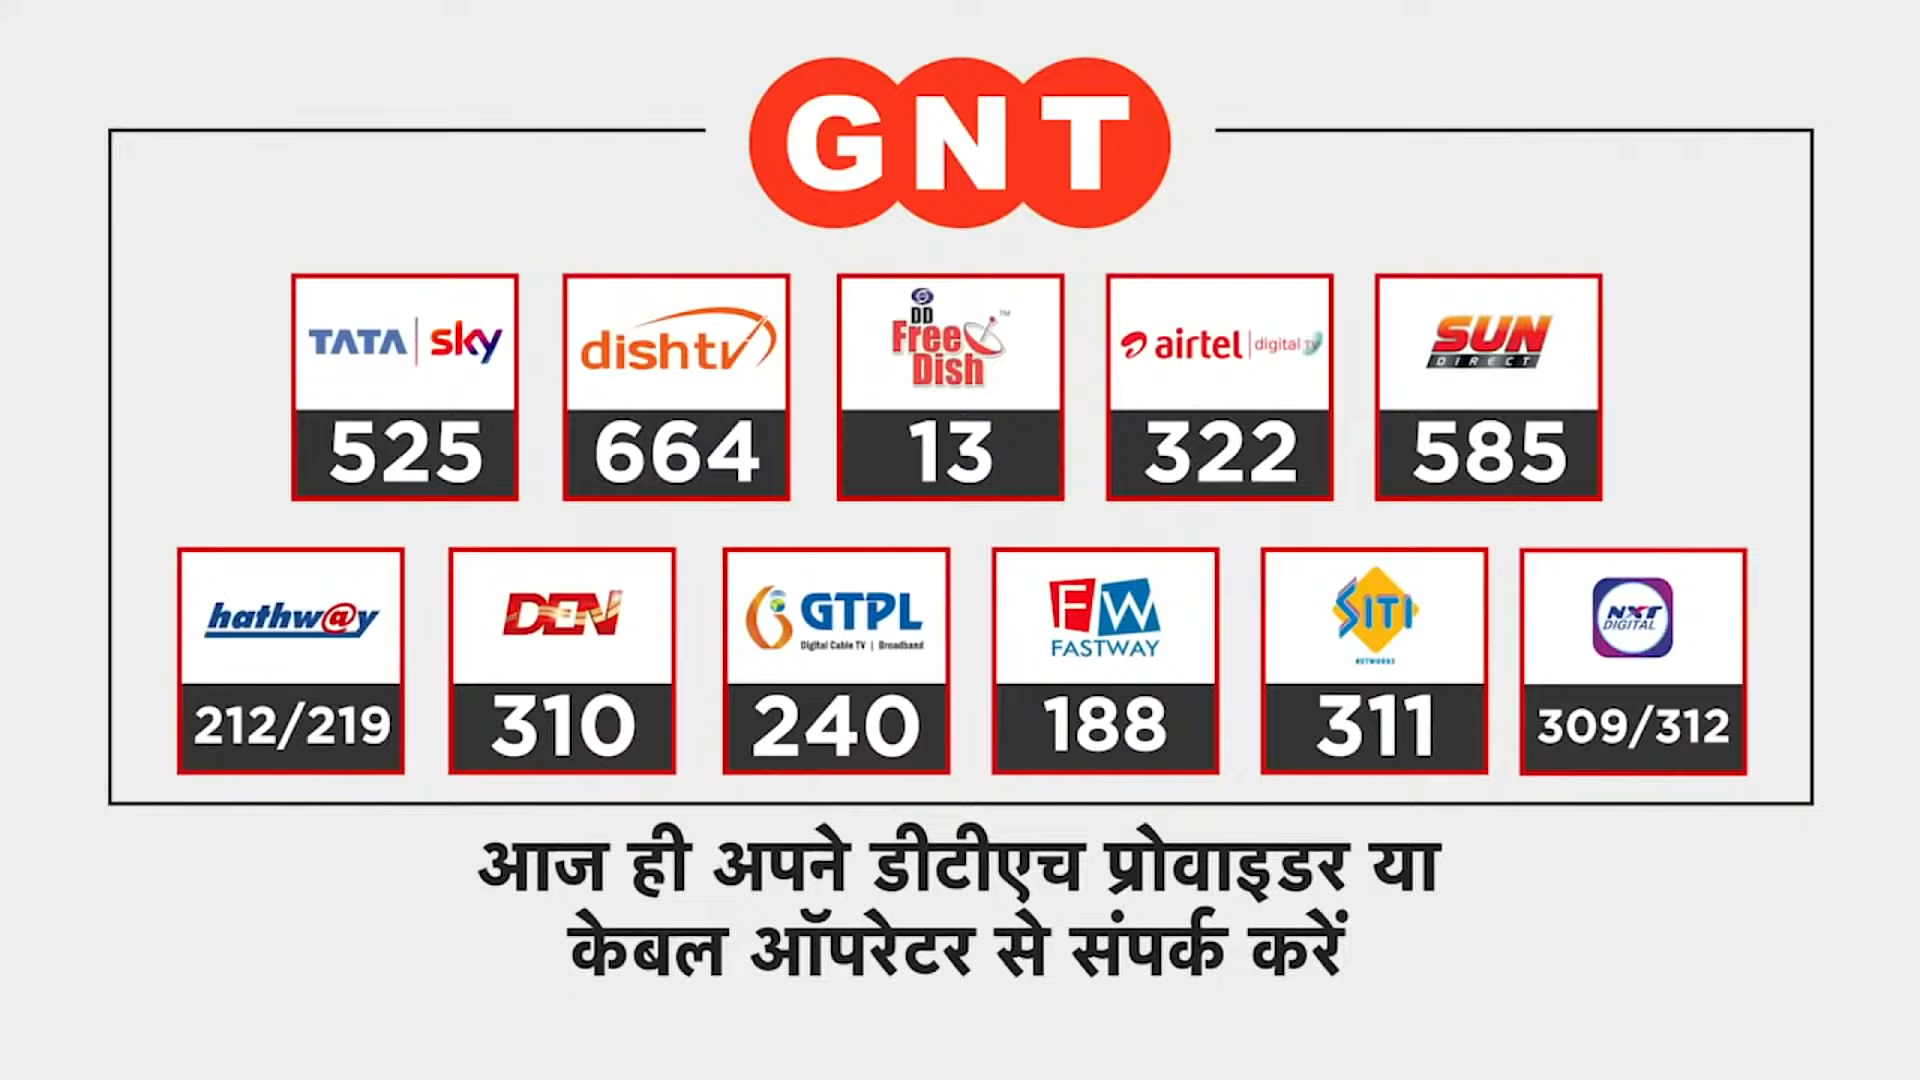 GNT
TATA sky
dishtv
DD
Free
Dish
TM
airtel digital TV
SUN
DIRECT
525
664
13
322
585
hathw@y
DEN
GTPL
Digital Cable TV | Broadband
FW
FASTWAY
SITI
NETWORKS
NXT
DIGITAL
212/219
310
240
188
311
309/312
आज ही अपने डीटीएच प्रोवाइडर या
केबल ऑपरेटर से संपर्क करें